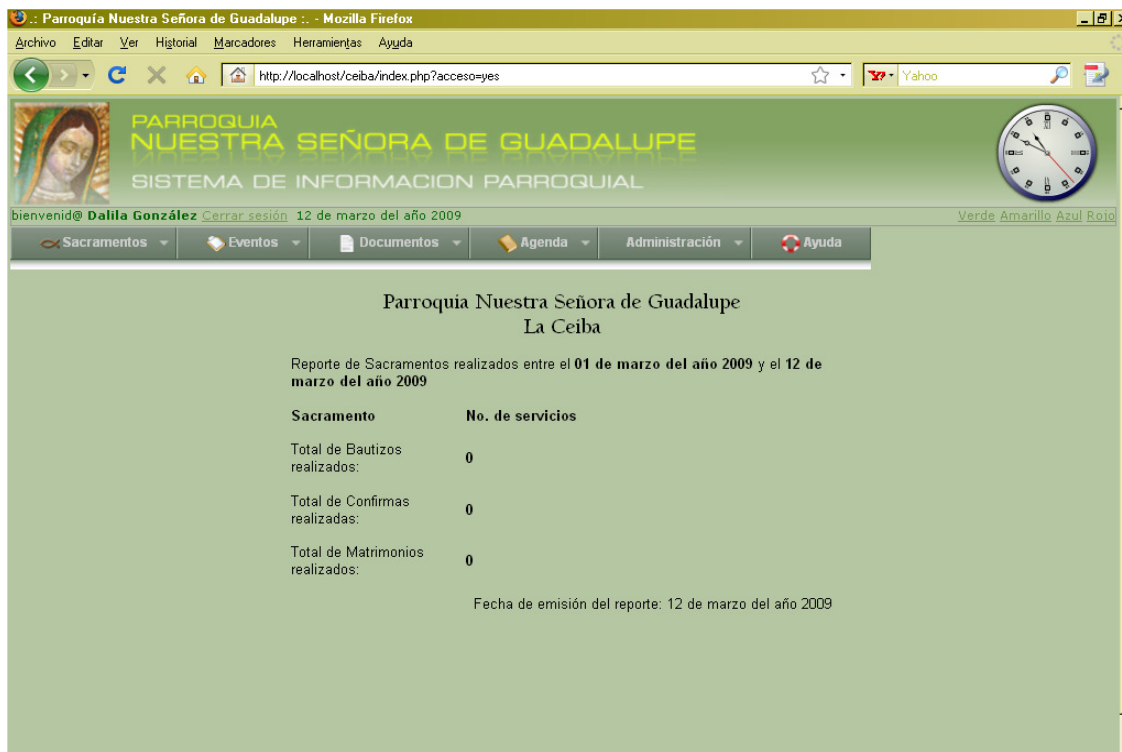 .: Parroquía Nuestra Señora de Guadalupe :. - Mozilla Firefox
Archivo Editar Ver Historial Marcadores Herramientas Ayuda
http://localhost/ceiba/index.php?acceso=yes
Yahoo
PARROQUIA
NUESTRA SEÑORA DE GUADALUPE
SISTEMA DE INFORMACION PARROQUIAL
bienvenid@ Dalila González Cerrar sesión 12 de marzo del año 2009
Verde Amarillo Azul Rojo
Sacramentos Eventos Documentos Agenda Administración Ayuda
Parroquia Nuestra Señora de Guadalupe
La Ceiba
Reporte de Sacramentos realizados entre el 01 de marzo del año 2009 y el 12 de
marzo del año 2009
Sacramento No. de servicios
Total de Bautizos
realizados:
0
Total de Confirmas
realizadas:
0
Total de Matrimonios
realizados:
0
Fecha de emisión del reporte: 12 de marzo del año 2009